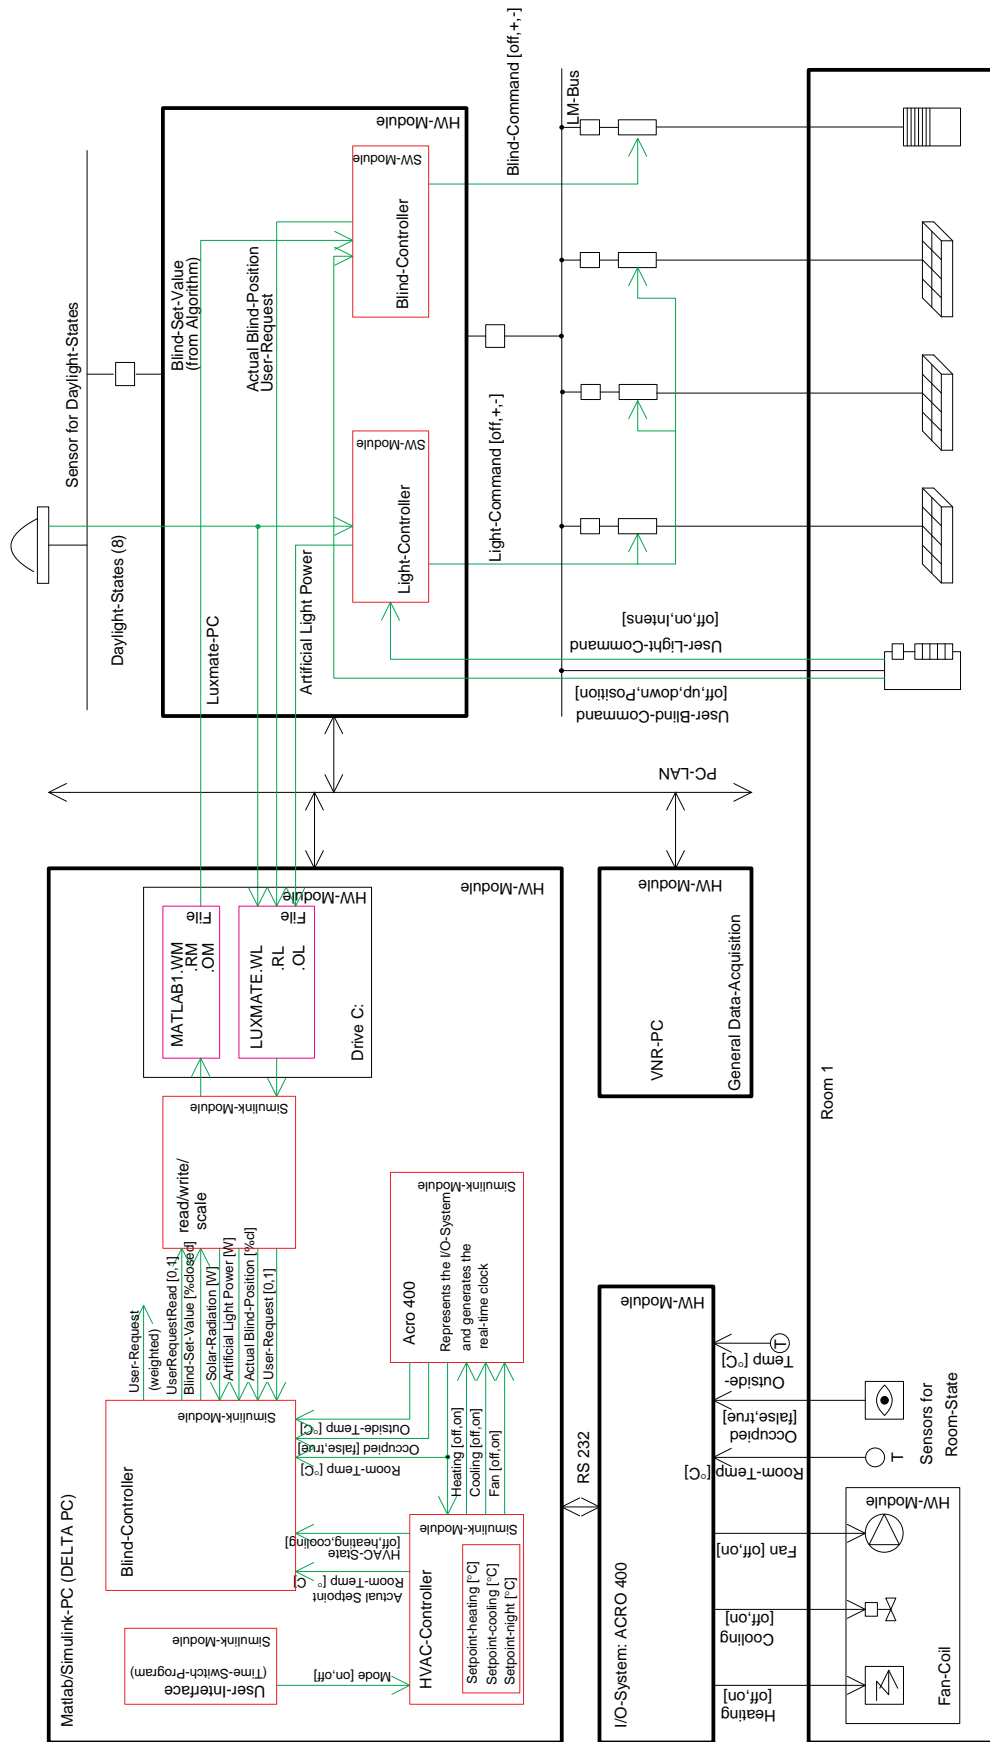 Matlab/Simulink-PC (DELTA PC)
User-Interface
(Time-Switch-Program)
Simulink-Module
Mode [on,off]
HVAC-Controller
Setpoint-heating [°C]
Setpoint-cooling [°C]
Setpoint-night [°C]
Simulink-Module
Actual Setpoint
Room-Temp [° C]
HVAC-State
[off,heating,cooling]
Blind-Controller
Simulink-Module
Room-Temp [°C]
Occupied [false,true]
Outside-Temp [°C]
Heating [off,on]
Cooling [off,on]
Fan [off,on]
Acro 400
Represents the I/O-System
and generates the
real-time clock
Simulink-Module
User-Request
(weighted)
UserRequestRead [0,1]
Blind-Set-Value [%closed]
Solar-Radiation [W]
Artificial Light Power [W]
Actual Blind-Position [%cl]
User-Request [0,1]
read/write/
scale
Simulink-Module
MATLAB1.WM
.RM
.OM
File
LUXMATE.WL
.RL
.OL
File
Drive C:
HW-Module
HW-Module
RS 232
I/O-System: ACRO 400
HW-Module
VNR-PC
General Data-Acquisition
HW-Module
PC-LAN
Daylight-States (8)
Sensor for Daylight-States
Luxmate-PC
Blind-Set-Value
(from Algorithm)
Actual Blind-Position
User-Request
Artificial Light Power
Light-Controller
SW-Module
Blind-Controller
SW-Module
HW-Module
Light-Command [off,+,-]
Blind-Command [off,+,-]
LM-Bus
User-Blind-Command
[off,up,down,Position]
User-Light-Command
[off,on,Intens]
Room 1
Heating
[off,on]
Cooling
[off,on]
Fan [off,on]
Room-Temp [°C]
Occupied
[false,true]
Outside-
Temp [°C]
Fan-Coil
HW-Module
T
T
Sensors for
Room-State